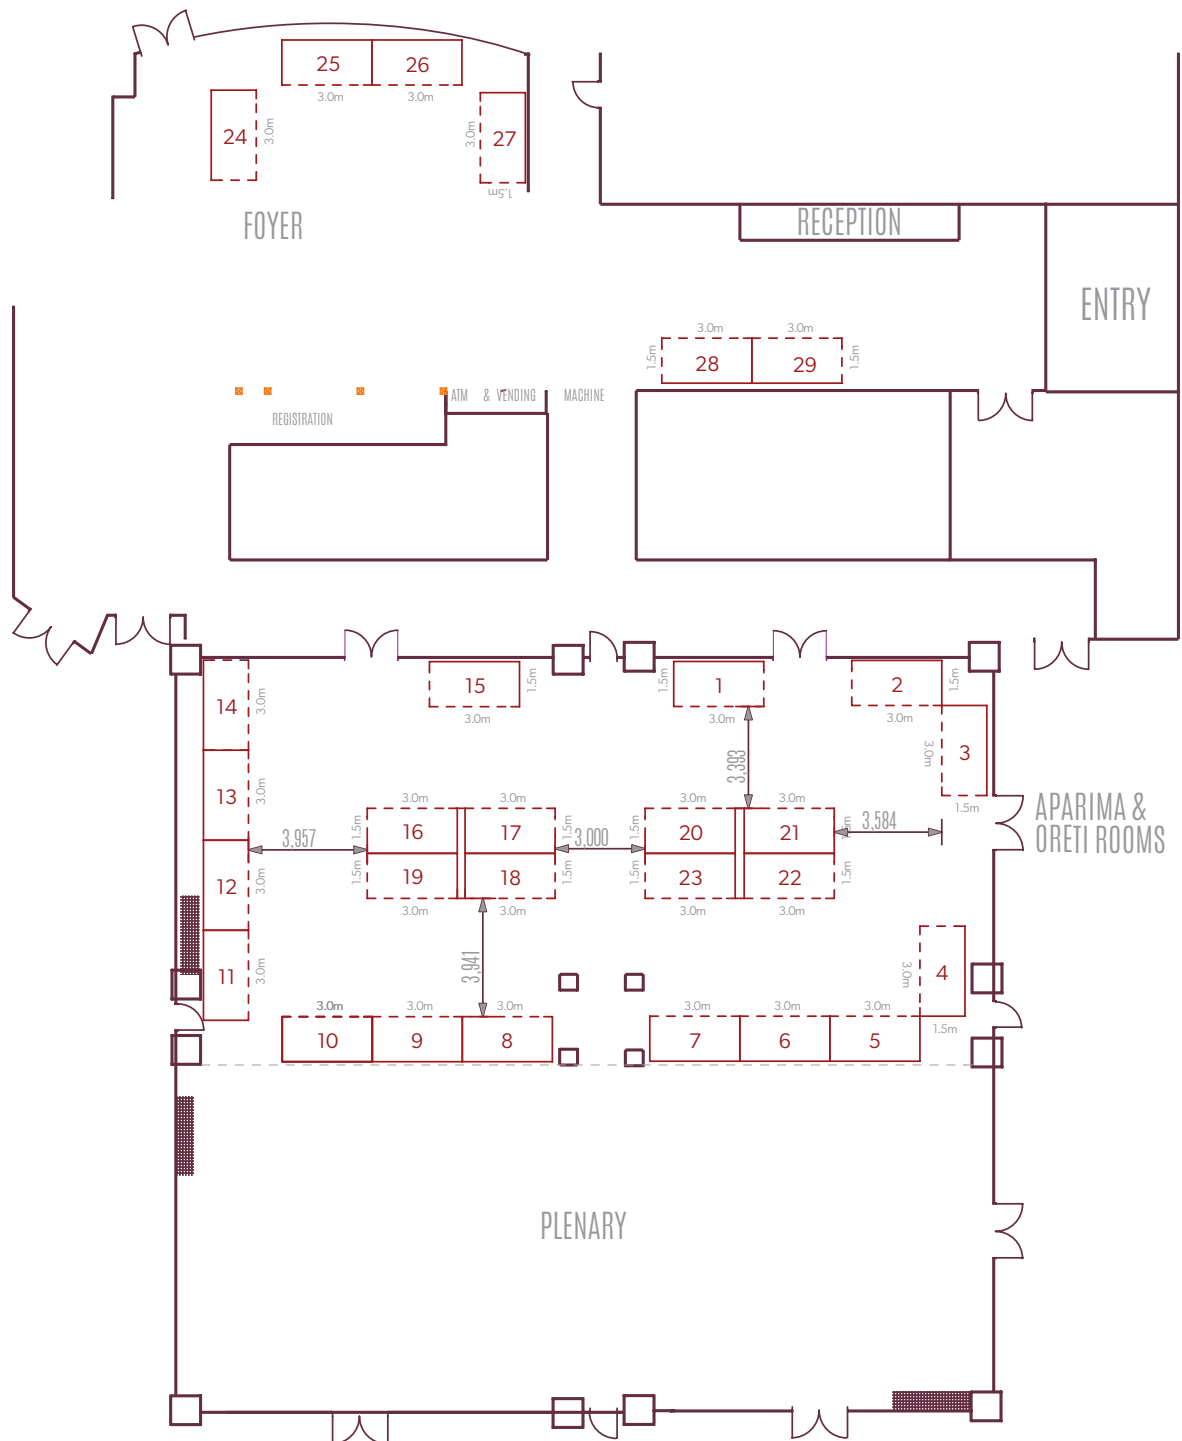 25
26
3.0m
3.0m
24
3.0m
3.0m
27
1.5m
FOYER
RECEPTION
ENTRY
3.0m
3.0m
1.5m
28
29
1.5m
ATM & VENDING MACHINE
REGISTRATION
14
3.0m
15
1.5m
3.0m
1.5m
1
3.0m
2
1.5m
3.0m
3
3.0m
1.5m
13
3.0m
3,393
APARIMA &
ORETI ROOMS
3.0m
3.0m
3.0m
3.0m
3,957
1.5m
16
17
1.5m
3,000
1.5m
20
21
1.5m
3,584
12
3.0m
1.5m
19
18
1.5m
1.5m
23
22
1.5m
3.0m
3.0m
3.0m
3.0m
11
3.0m
3,941
3.0m
4
1.5m
3.0m
3.0m
3.0m
3.0m
3.0m
3.0m
10
9
8
7
6
5
PLENARY